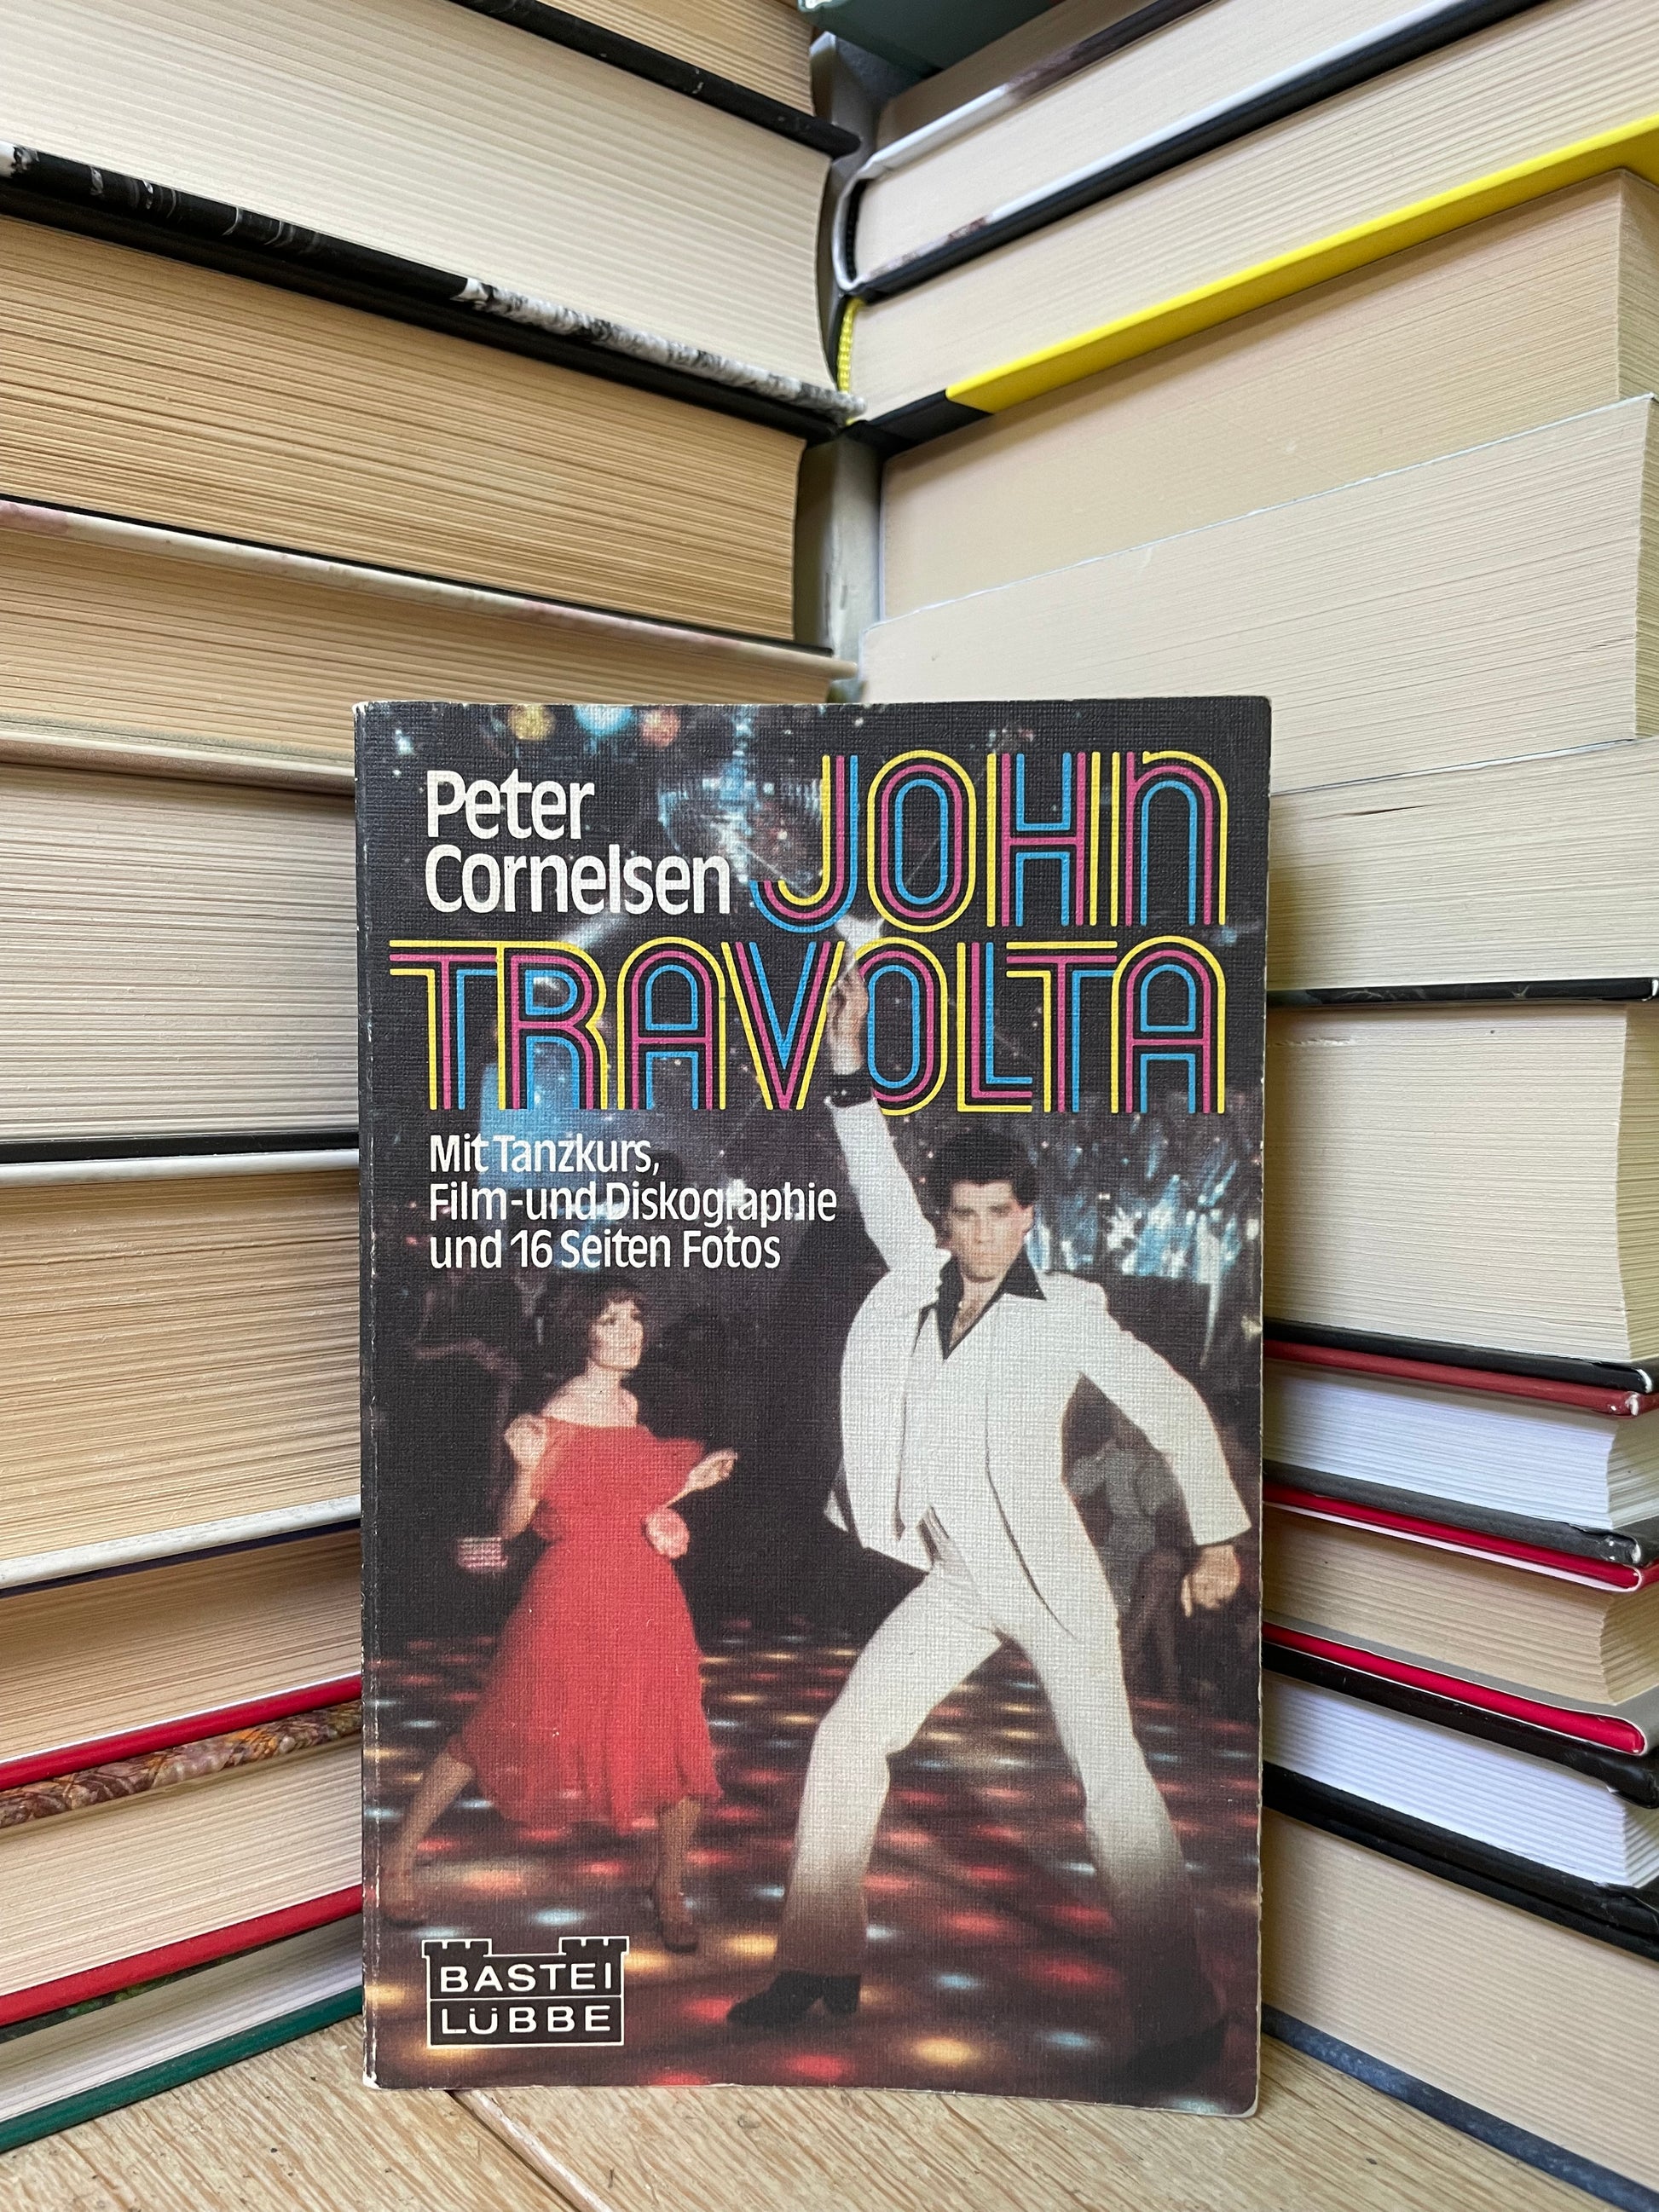 Peter
Cornelsen
JOHN
TRAVOLTA
Mit Tanzkurs,
Film-und Diskographie
und 16 Seiten Fotos
BASTEI
LÜBBE